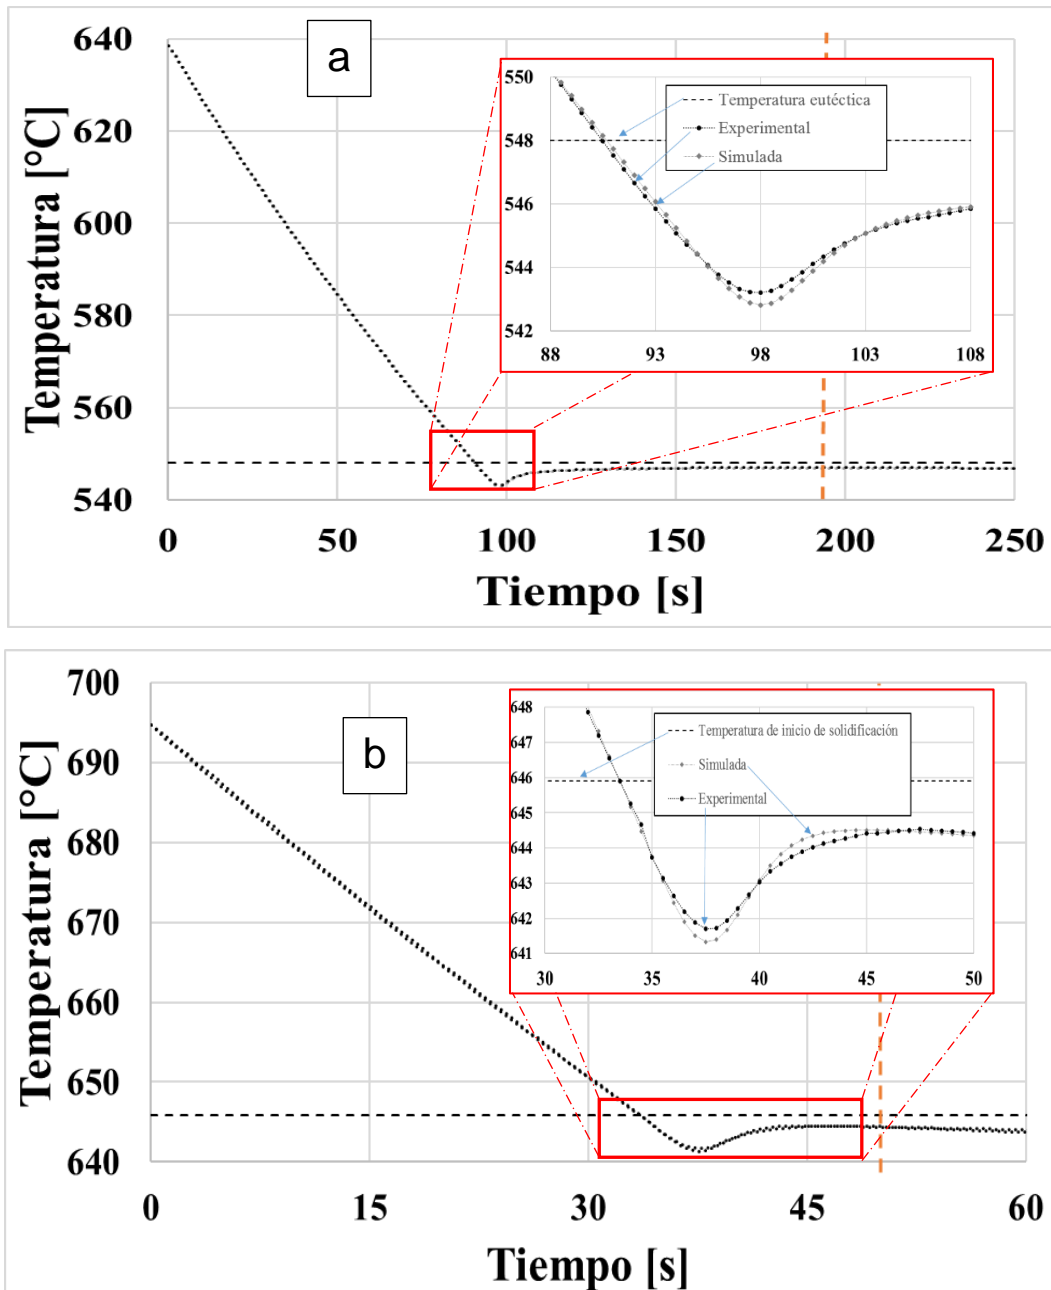 a
640
620
600
580
560
540
Temperatura [°C]
550
548
546
544
542
88 93 98 103 108
Temperatura eutéctica
Experimental
Simulada
0 50 100 150 200 250
Tiempo [s]
b
700
690
680
670
660
650
640
Temperatura [°C]
648
647
646
645
644
643
642
641
30 35 40 45 50
Temperatura de inicio de solidificación
Simulada
Experimental
0 15 30 45 60
Tiempo [s]